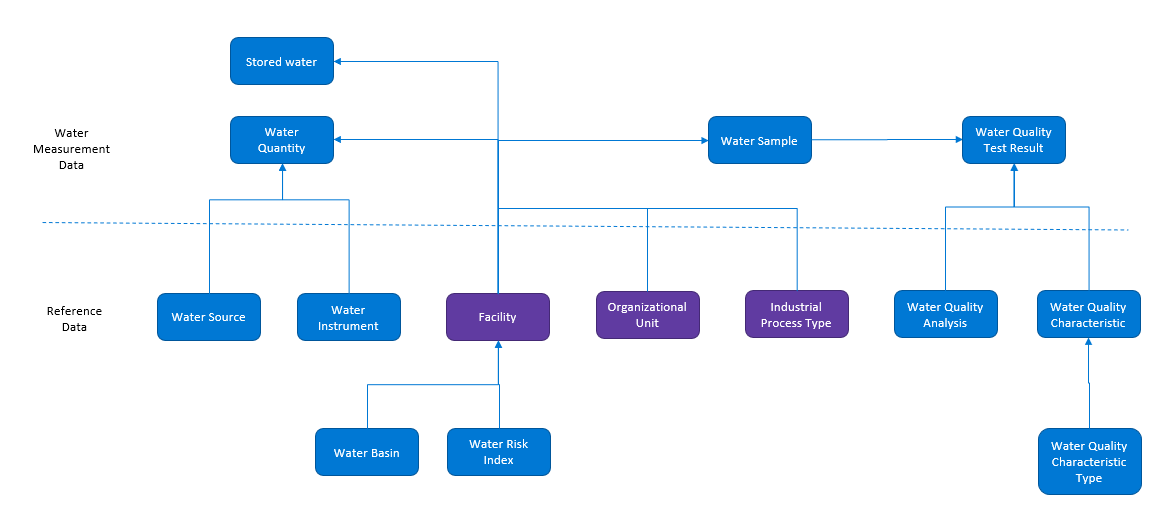 Stored water
Water
Measurement
Data
Water
Quantity
Water Sample
Water Quality
Test Result
Reference
Data
Water Source
Water
Instrument
Facility
Organizational
Unit
Industrial
Process Type
Water Quality
Analysis
Water Quality
Characteristic
Water Basin
Water Risk
Index
Water Quality
Characteristic
Type